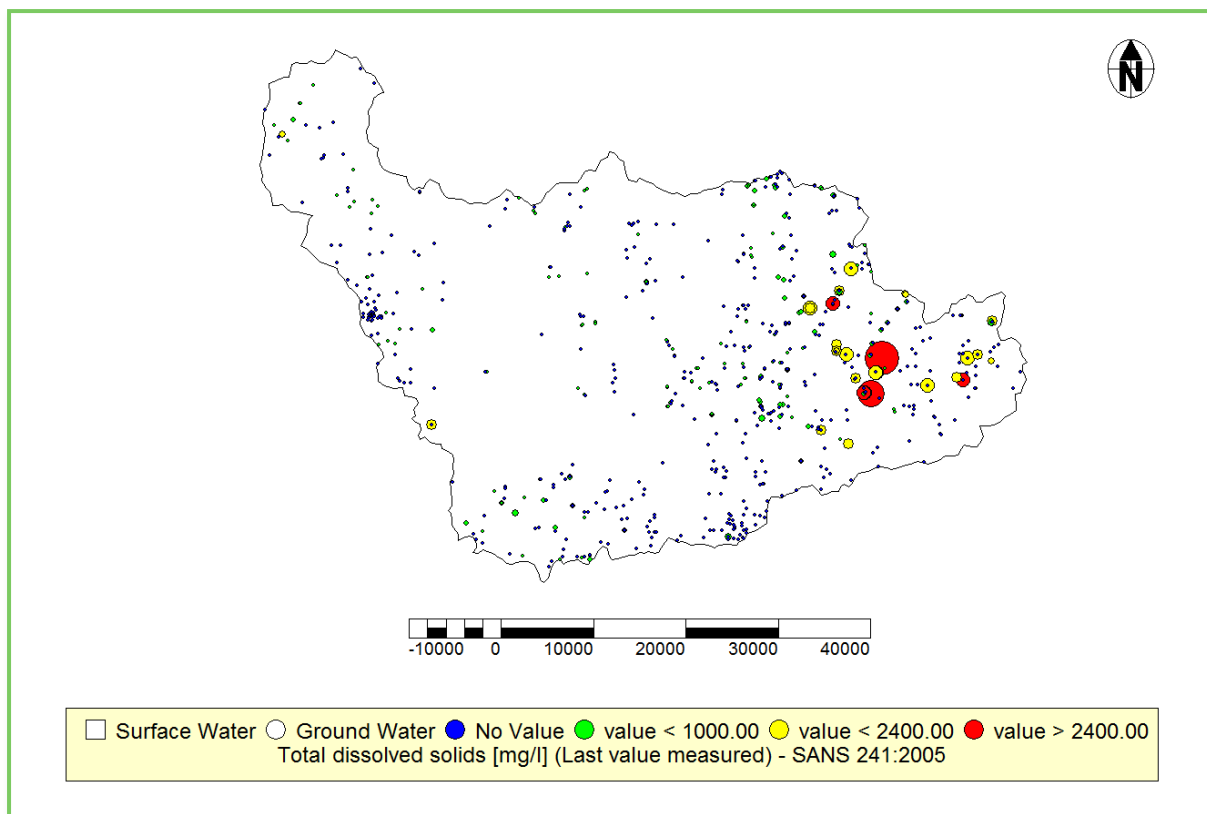 N
-10000 0 10000 20000 30000 40000
Surface Water Ground Water No Value value < 1000.00 value < 2400.00 value > 2400.00
Total dissolved solids [mg/l] (Last value measured) - SANS 241:2005